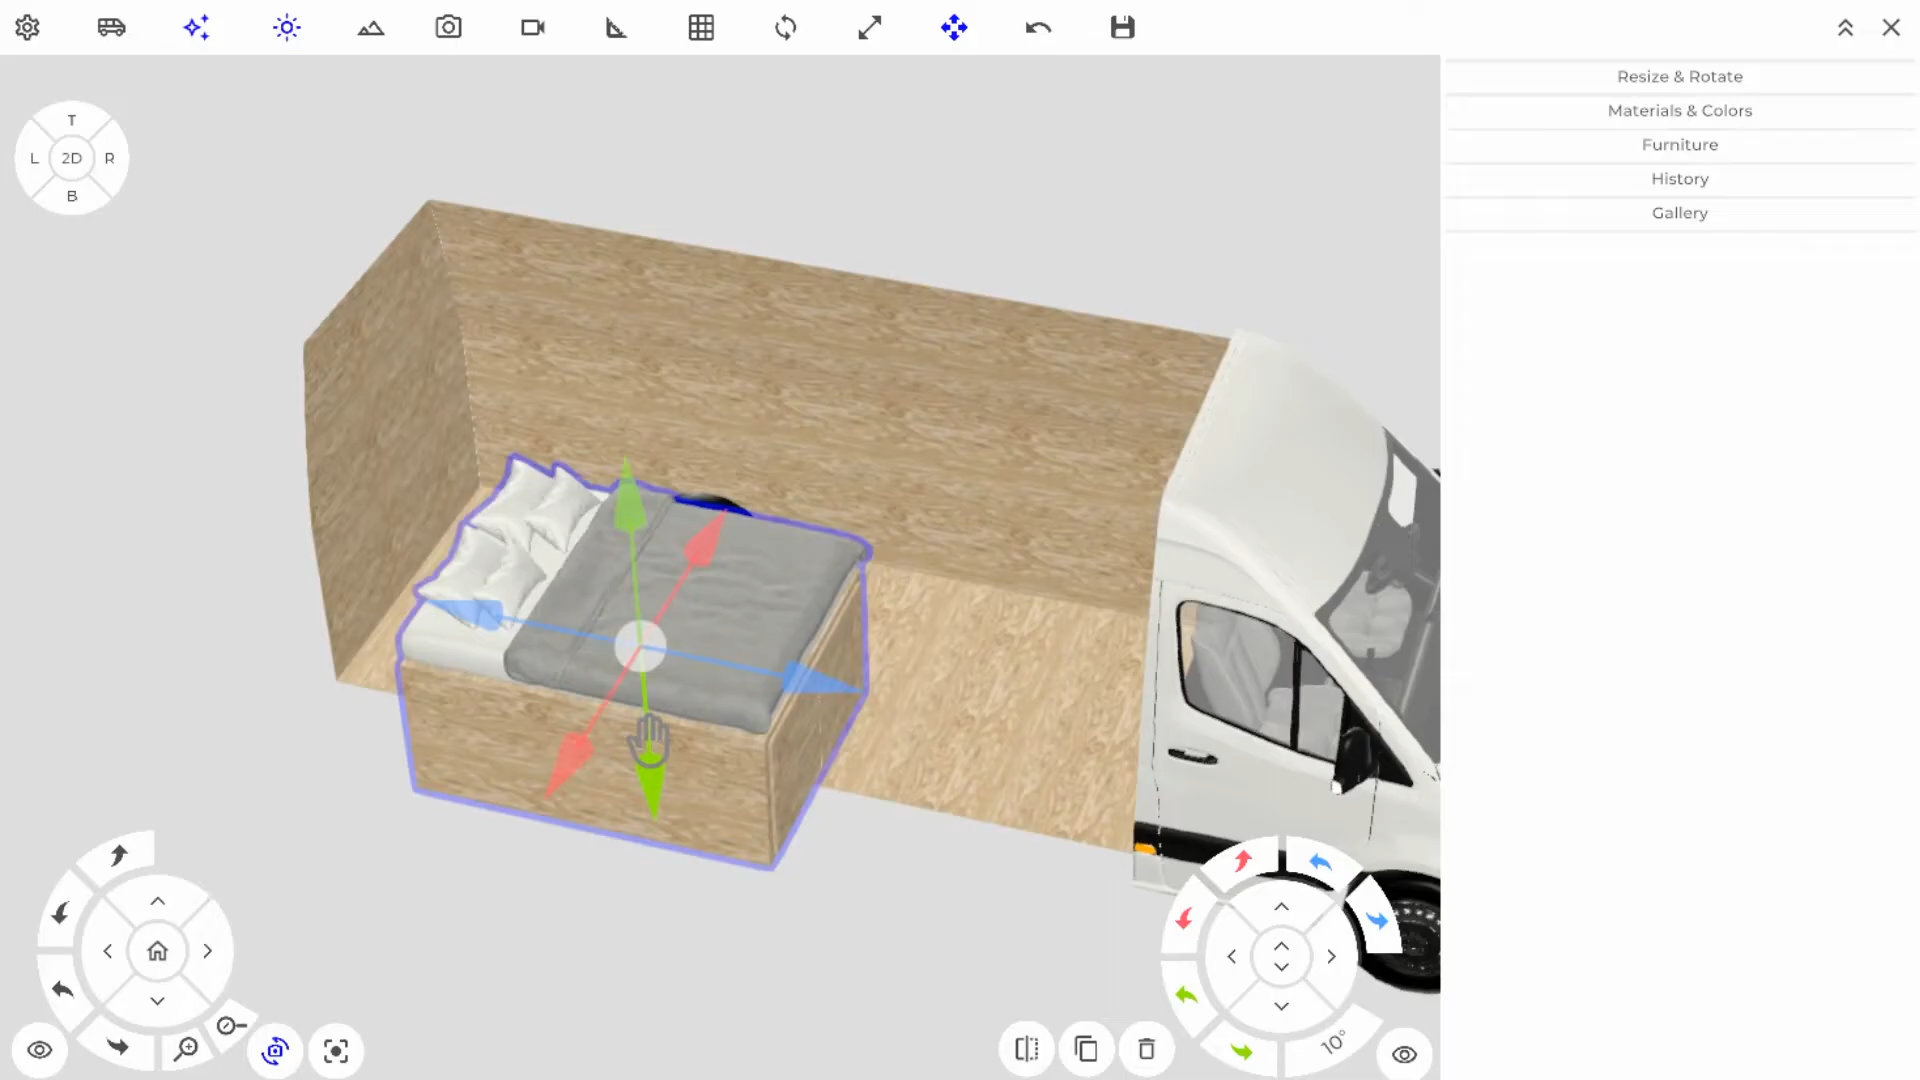 T
L 2D R
B
Resize & Rotate
Materials & Colors
Furniture
History
Gallery
10°